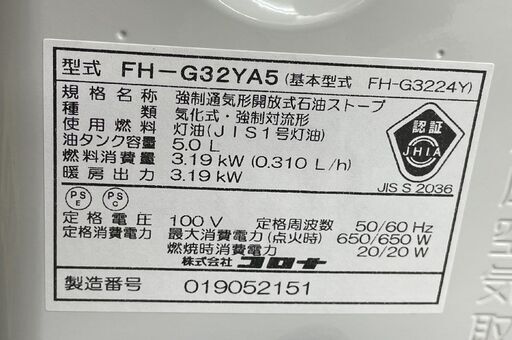 型式 FH-G32YA5 (基本型式 FH-G3224Y)
規格名称 強制通気形開放式石油ストーブ
種類 気化式・強制対流形
使用燃料 灯油(JIS1号灯油)
油タンク容量 5.0 L
燃料消費量 3.19 kW (0.310 L/h)
暖房出力 3.19 kW
認証
JHIA
JIS S 2036
PS E PS C
定格電圧 100 V 定格周波数 50/60 Hz
定格消費電力 最大消費電力(点火時) 650/650 W
燃焼時消費電力 20/20 W
株式会社 コロナ
製造番号 019052151